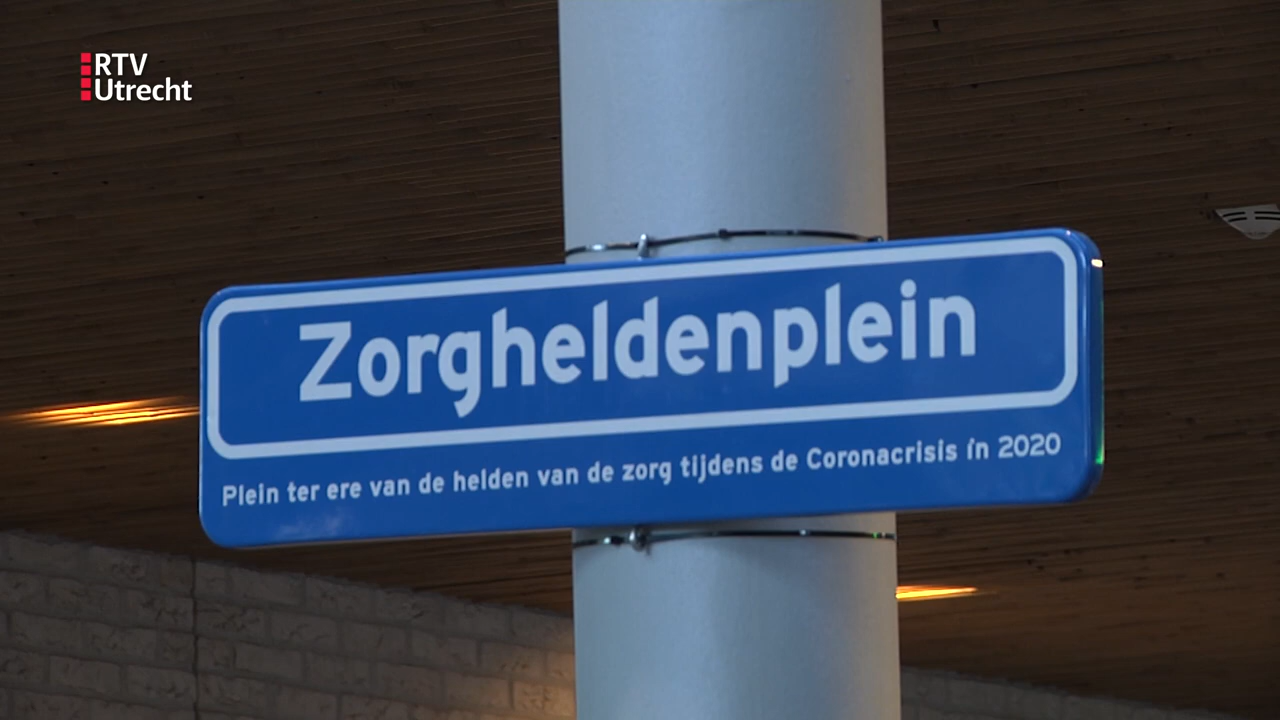 RTV
Utrecht
Zorgheldenplein
Plein ter ere van de helden van de zorg tijdens de Coronacrisis in 2020